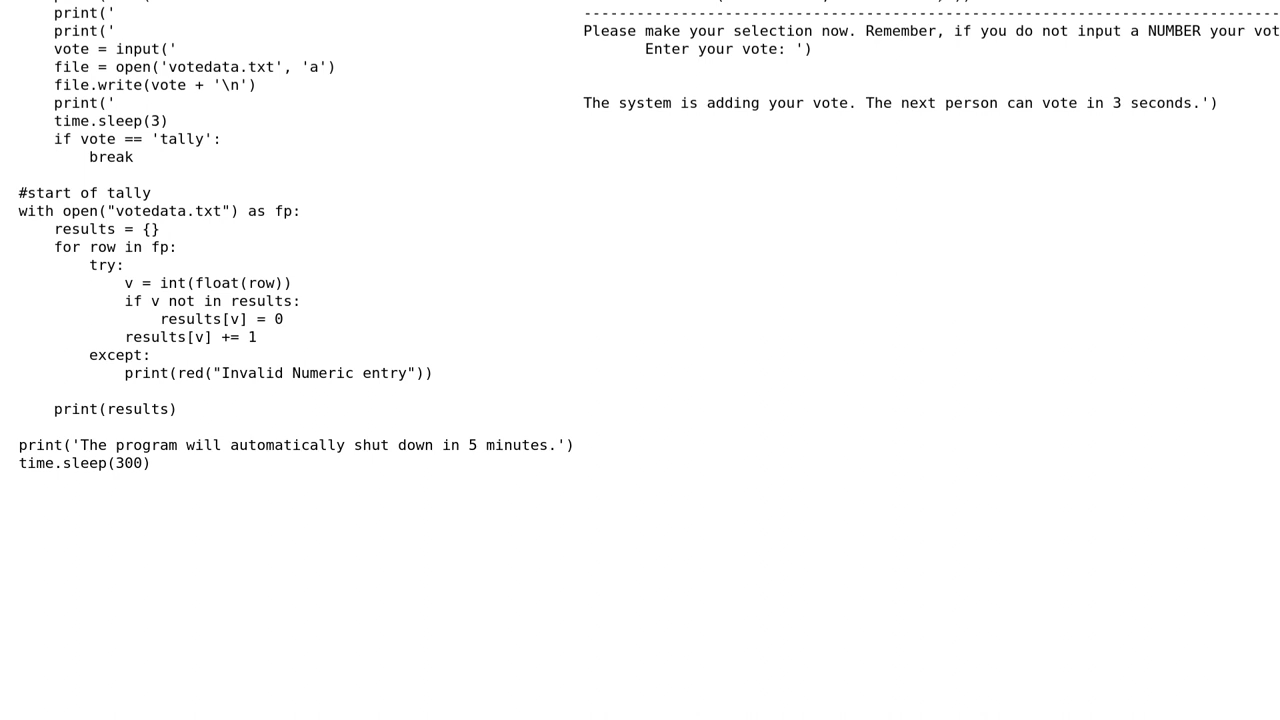 print('                                                     --------------------------------------------------------------------------------
print('                                                     Please make your selection now. Remember, if you do not input a NUMBER your vot
vote = input('                                                     Enter your vote: ')
file = open('votedata.txt', 'a')
file.write(vote + '\n')
print('                                                     The system is adding your vote. The next person can vote in 3 seconds.')
time.sleep(3)
if vote == 'tally':
break
#start of tally
with open("votedata.txt") as fp:
results = {}
for row in fp:
try:
v = int(float(row))
if v not in results:
results[v] = 0
results[v] += 1
except:
print(red("Invalid Numeric entry"))
print(results)
print('The program will automatically shut down in 5 minutes.')
time.sleep(300)